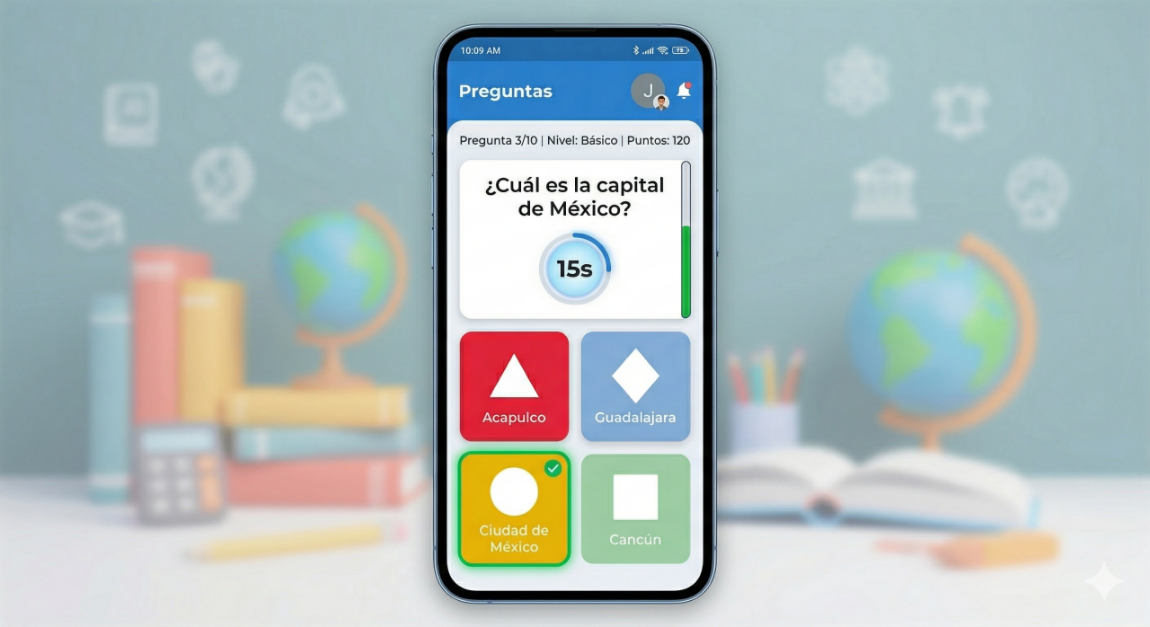 10:09 AM
75
Preguntas
J
Pregunta 3/10 | Nivel: Básico | Puntos: 120
¿Cuál es la capital
de México?
15s
Acapulco
Guadalajara
Ciudad de
México
Cancún